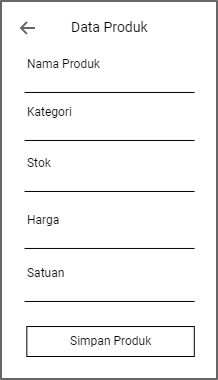 Data Produk
Nama Produk
Kategori
Stok
Harga
Satuan
Simpan Produk